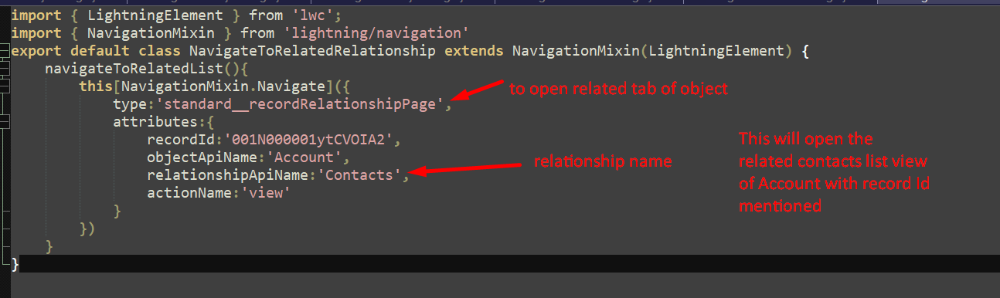 import { LightningElement } from 'lwc';
import { NavigationMixin } from 'lightning/navigation'
export default class NavigateToRelatedRelationship extends NavigationMixin(LightningElement) {
navigateToRelatedList(){
this[NavigationMixin.Navigate]({
to open related tab of object
type:'standard__recordRelationshipPage',
attributes:{
recordId:'001N000001ytCVOIA2',
This will open the
objectApiName:'Account',
relationship name
related contacts list view
relationshipApiName:'Contacts',
of Account with record id
actionName:'view'
mentioned
}
})
}
}